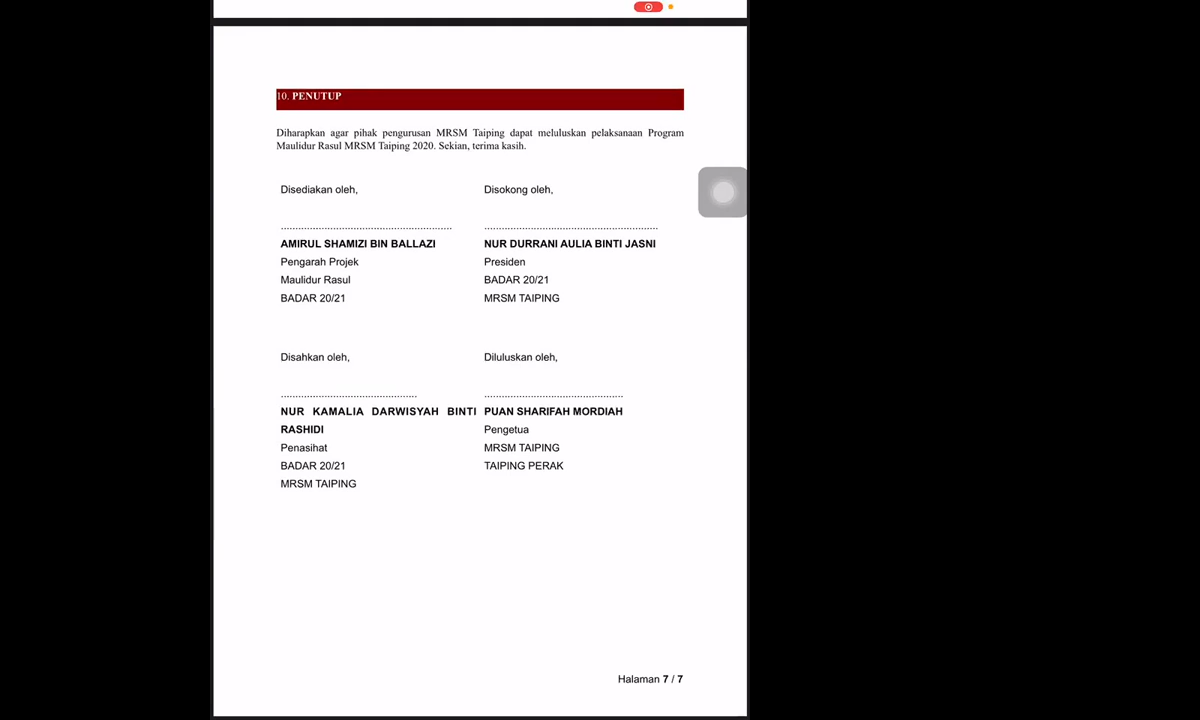 10. PENUTUP
Diharapkan agar pihak pengurusan MRSM Taiping dapat meluluskan pelaksanaan Program
Maulidur Rasul MRSM Taiping 2020. Sekian, terima kasih.
Disediakan oleh,
...........................................................
AMIRUL SHAMIZI BIN BALLAZI
Pengarah Projek
Maulidur Rasul
BADAR 20/21
Disokong oleh,
............................................................
NUR DURRANI AULIA BINTI JASNI
Presiden
BADAR 20/21
MRSM TAIPING
Disahkan oleh,
...............................................
NUR KAMALIA DARWISYAH BINTI
RASHIDI
Penasihat
BADAR 20/21
MRSM TAIPING
Diluluskan oleh,
................................................
PUAN SHARIFAH MORDIAH
Pengetua
MRSM TAIPING
TAIPING PERAK
Halaman 7 / 7